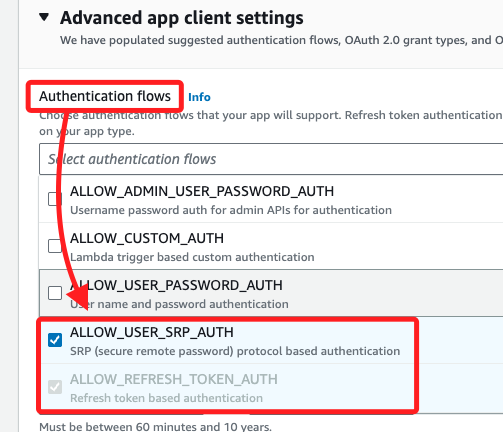 ▼ Advanced app client settings
We have populated suggested authentication flows, OAuth 2.0 grant types, and O
Authentication flows Info
Choose authentication flows that your app will support. Refresh token authentication
on your app type.
Select authentication flows
ALLOW_ADMIN_USER_PASSWORD_AUTH
Username password auth for admin APIs for authentication
ALLOW_CUSTOM_AUTH
Lambda trigger based custom authentication
ALLOW_USER_PASSWORD_AUTH
User name and password authentication
ALLOW_USER_SRP_AUTH
SRP (secure remote password) protocol based authentication
ALLOW_REFRESH_TOKEN_AUTH
Refresh token based authentication
Must be between 60 minutes and 10 years.